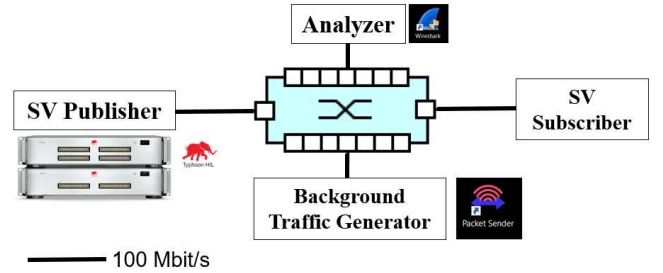 Analyzer
Wireshark
SV Publisher
SV
Subscriber
Typhoon HIL
Background
Traffic Generator
Packet Sender
100 Mbit/s